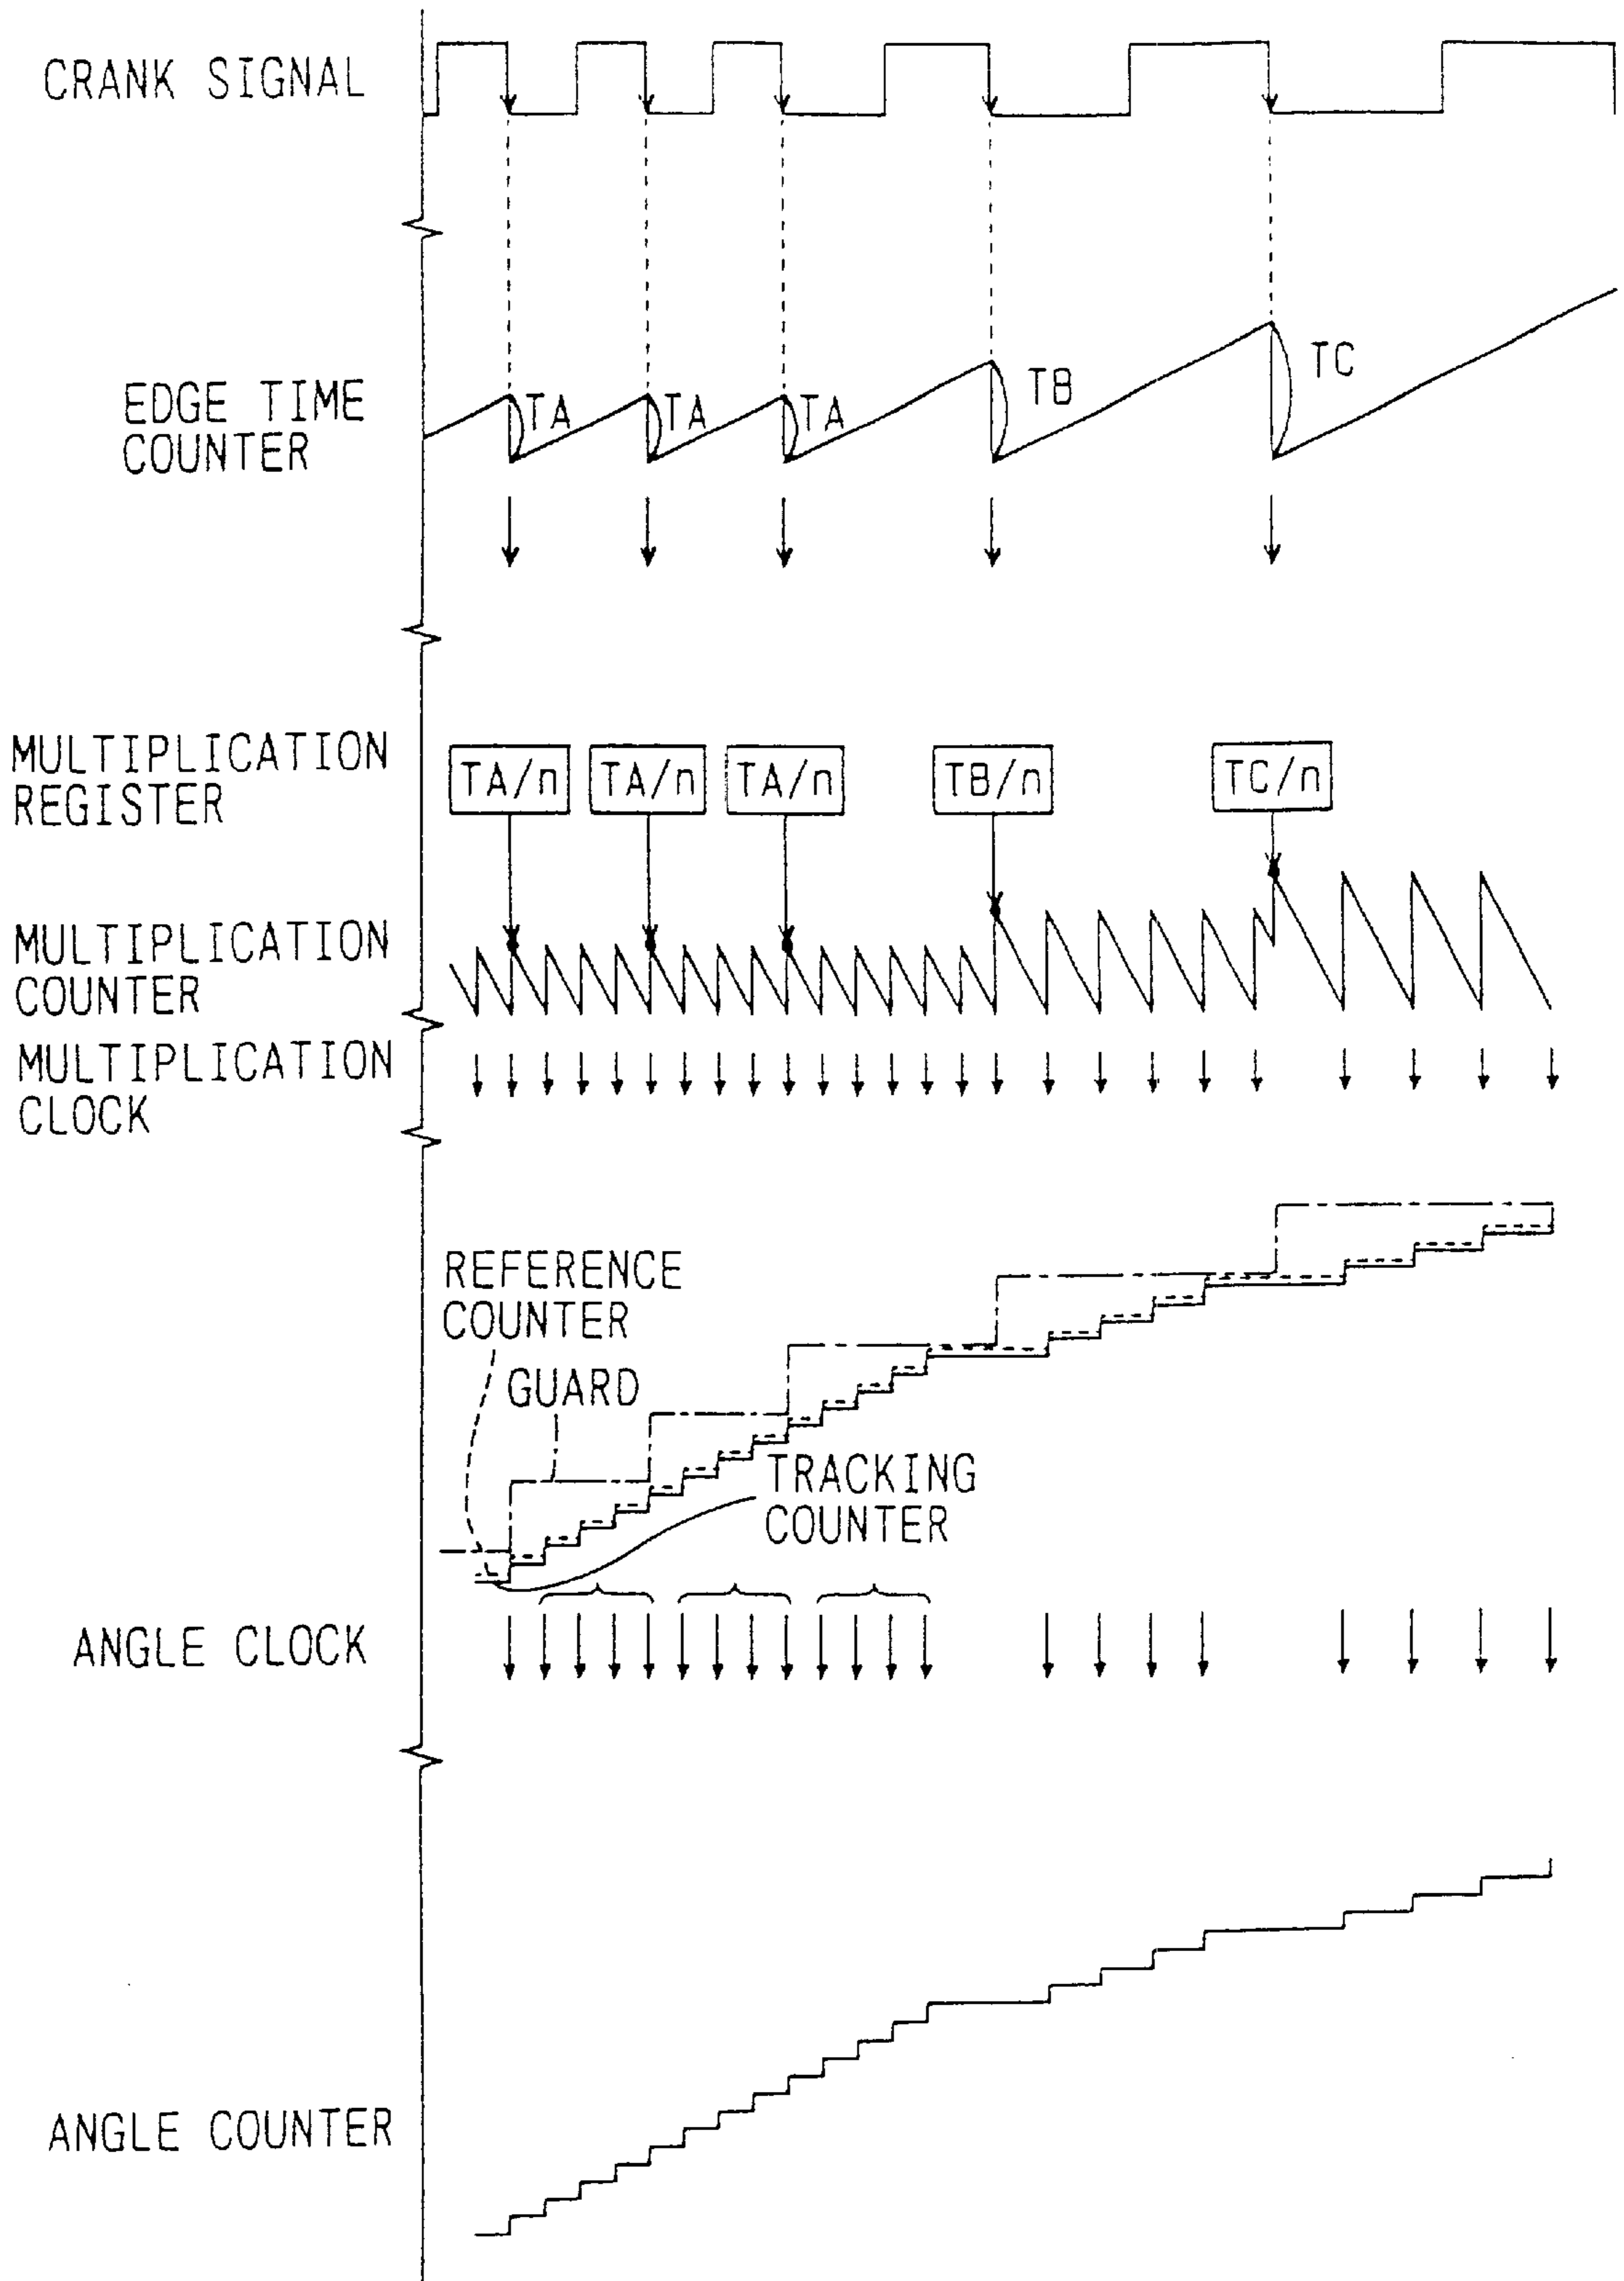 CRANK SIGNAL
EDGE TIME
COUNTER
TA
TA
TA
TB
TC
MULTIPLICATION
REGISTER
TA/n
TA/n
TA/n
TB/n
TC/n
MULTIPLICATION
COUNTER
MULTIPLICATION
CLOCK
REFERENCE
COUNTER
GUARD
TRACKING
COUNTER
ANGLE CLOCK
ANGLE COUNTER